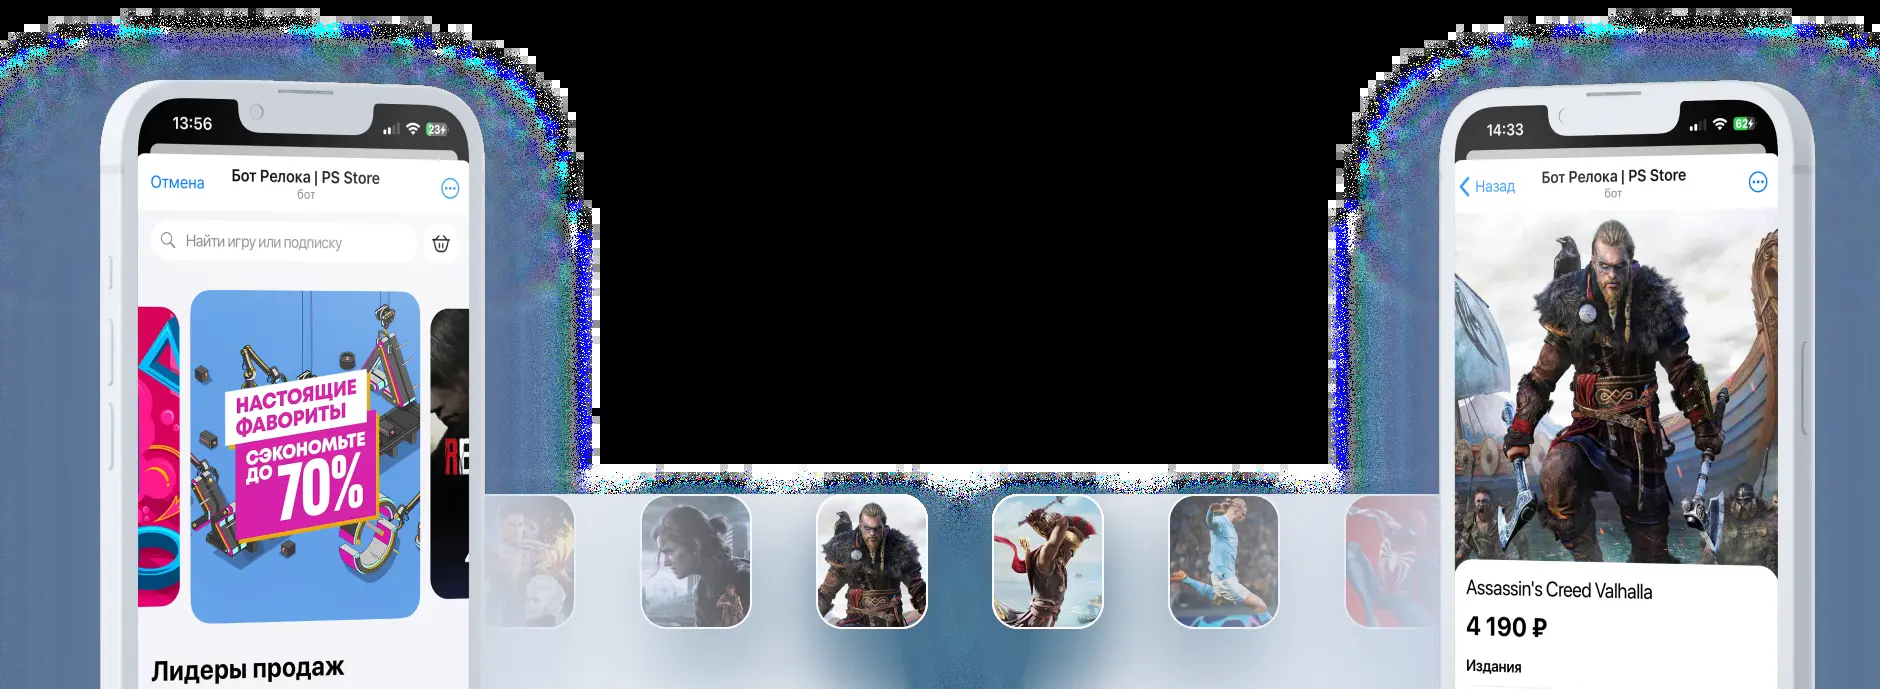 13:56
23
Отмена
Бот Релока | PS Store
бот
Найти игру или подписку
НАСТОЯЩИЕ
ФАВОРИТЫ
СЭКОНОМЬТЕ
ДО 70%
RE
Лидеры продаж
14:33
62
Назад
Бот Релока | PS Store
бот
Assassin's Creed Valhalla
4 190 ₽
Издания